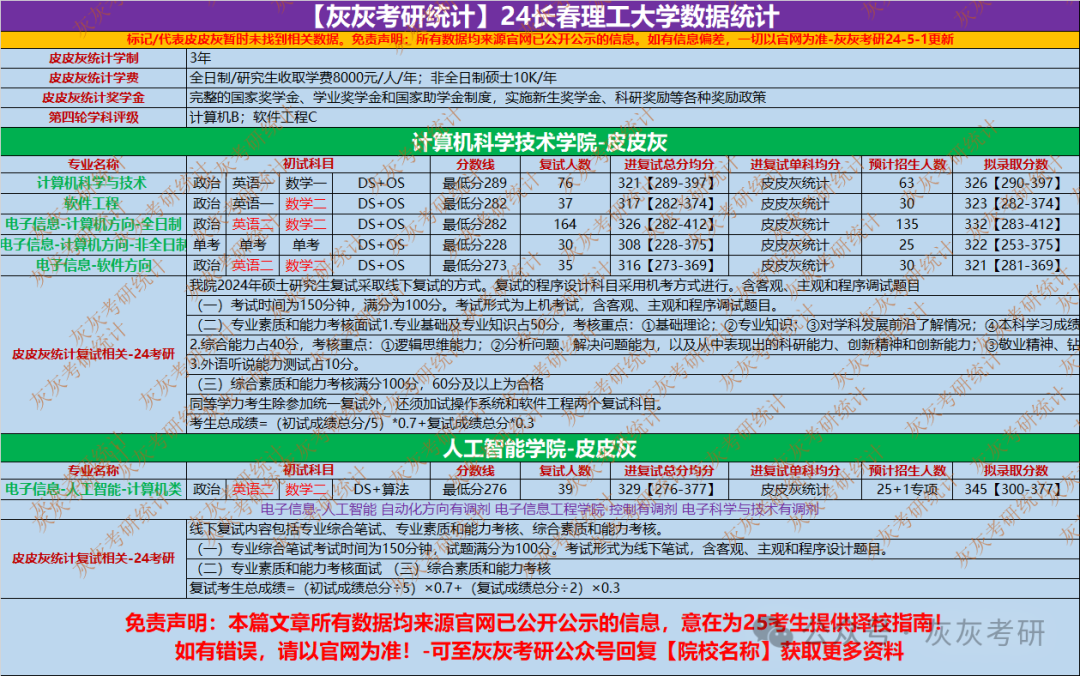 【灰灰考研统计】24长春理工大学数据统计
标记/代表皮皮灰暂时未找到相关数据。免责声明：所有数据均来源官网已公开公示的信息。如有信息偏差，一切以官网为准-灰灰考研24-5-1更新
皮皮灰统计学制 3年
皮皮灰统计学费 全日制/研究生收取学费8000元/人/年；非全日制硕士10K/年
皮皮灰统计奖学金 完整的国家奖学金、学业奖学金和国家助学金制度，实施新生奖学金、科研奖励等各种奖励政策
第四轮学科评级 计算机B；软件工程C
计算机科学技术学院-皮皮灰
专业名称 初试科目 分数线 复试人数 进复试总分均分 进复试单科均分 预计招生人数 拟录取分数
计算机科学与技术 政治 英语一 数学一 DS+OS 最低分289 76 321【289-397】 皮皮灰统计 63 326【290-397】
软件工程 政治 英语一 数学二 DS+OS 最低分282 37 317【282-374】 皮皮灰统计 30 323【282-374】
电子信息-计算机方向-全日制 政治 英语二 数学二 DS+OS 最低分282 164 326【282-412】 皮皮灰统计 135 332【283-412】
电子信息-计算机方向-非全日制 单考 单考 单考 DS+OS 最低分228 30 308【228-375】 皮皮灰统计 25 322【253-375】
电子信息-软件方向 政治 英语二 数学二 DS+OS 最低分273 35 316【273-369】 皮皮灰统计 30 321【281-369】
皮皮灰统计复试相关-24考研
我院2024年硕士研究生复试采取线下复试的方式。复试的程序设计科目采用机考方式进行。含客观、主观和程序调试题目
（一）考试时间为150分钟，满分为100分。考试形式为上机考试，含客观、主观和程序调试题目。
（二）专业素质和能力考核面试1.专业基础及专业知识占50分，考核重点：①基础理论；②专业知识；③对学科发展前沿了解情况；④本科学习成绩
2.综合能力占40分，考核重点：①逻辑思维能力；②分析问题、解决问题能力，以及从中表现出的科研能力、创新精神和创新能力；③敬业精神、钻
3.外语听说能力测试占10分。
（三）综合素质和能力考核满分100分，60分及以上为合格
同等学力考生除参加统一复试外，还须加试操作系统和软件工程两个复试科目。
考生总成绩=（初试成绩总分/5）*0.7+复试成绩总分*0.3
人工智能学院-皮皮灰
专业名称 初试科目 分数线 复试人数 进复试总分均分 进复试单科均分 预计招生人数 拟录取分数
电子信息-人工智能-计算机类 政治 英语二 数学二 DS+算法 最低分276 39 329【276-377】 皮皮灰统计 25+1专项 345【300-377】
电子信息-人工智能 自动化方向有调剂 电子信息工程学院 控制有调剂 电子科学与技术有调剂
皮皮灰统计复试相关-24考研
线下复试内容包括专业综合笔试、专业素质和能力考核、综合素质和能力考核。
（一）专业综合笔试考试时间为150分钟，试题满分为100分。考试形式为线下笔试，含客观、主观和程序设计题目。
（二）专业素质和能力考核面试 （三）综合素质和能力考核
复试考生总成绩=（初试成绩总分÷5）×0.7+（复试成绩总分÷2）×0.3
免责声明：本篇文章所有数据均来源官网已公开公示的信息，意在为25考生提供择校指南！
如有错误，请以官网为准！-可至灰灰考研公众号回复【院校名称】获取更多资料
公众号·灰灰考研